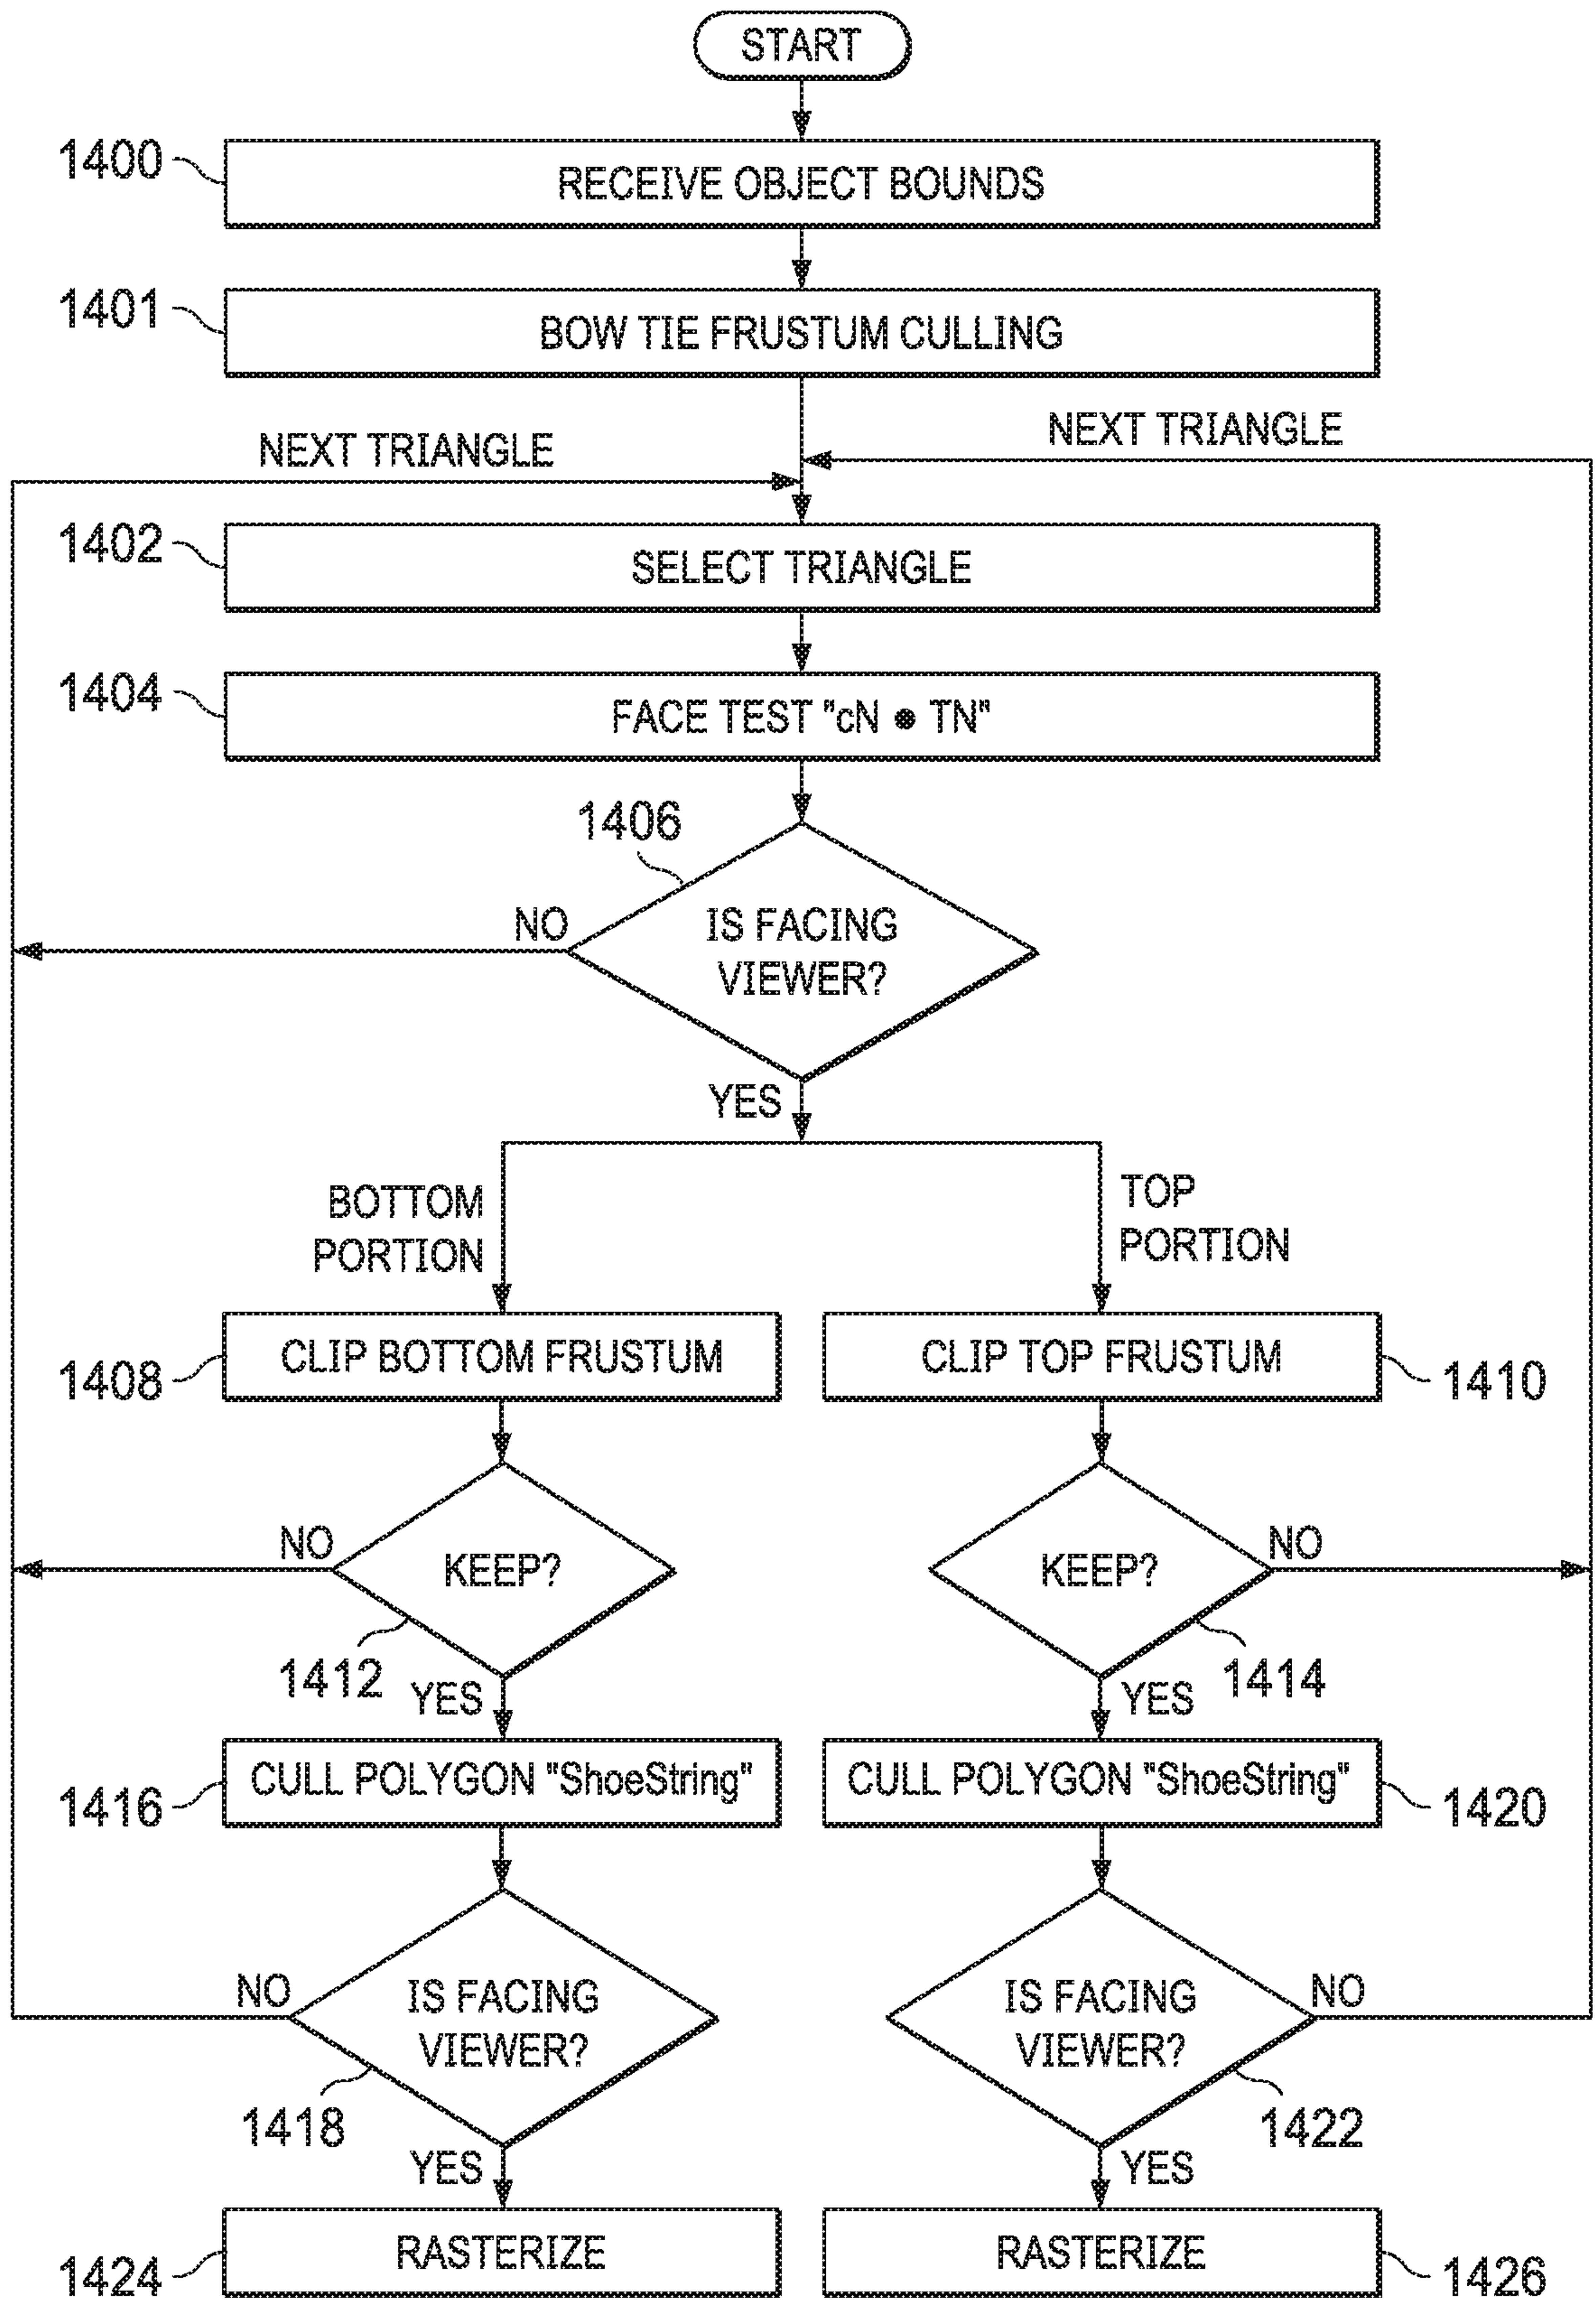 START
1400
RECEIVE OBJECT BOUNDS
1401
BOW TIE FRUSTUM CULLING
NEXT TRIANGLE
NEXT TRIANGLE
1402
SELECT TRIANGLE
1404
FACE TEST "cN • TN"
1406
NO
IS FACING
VIEWER?
YES
BOTTOM
PORTION
TOP
PORTION
1408
CLIP BOTTOM FRUSTUM
CLIP TOP FRUSTUM
1410
NO
KEEP?
KEEP?
NO
1412
1414
YES
YES
1416
CULL POLYGON "ShoeString"
CULL POLYGON "ShoeString"
1420
NO
IS FACING
VIEWER?
IS FACING
VIEWER?
NO
1418
1422
YES
YES
1424
RASTERIZE
RASTERIZE
1426